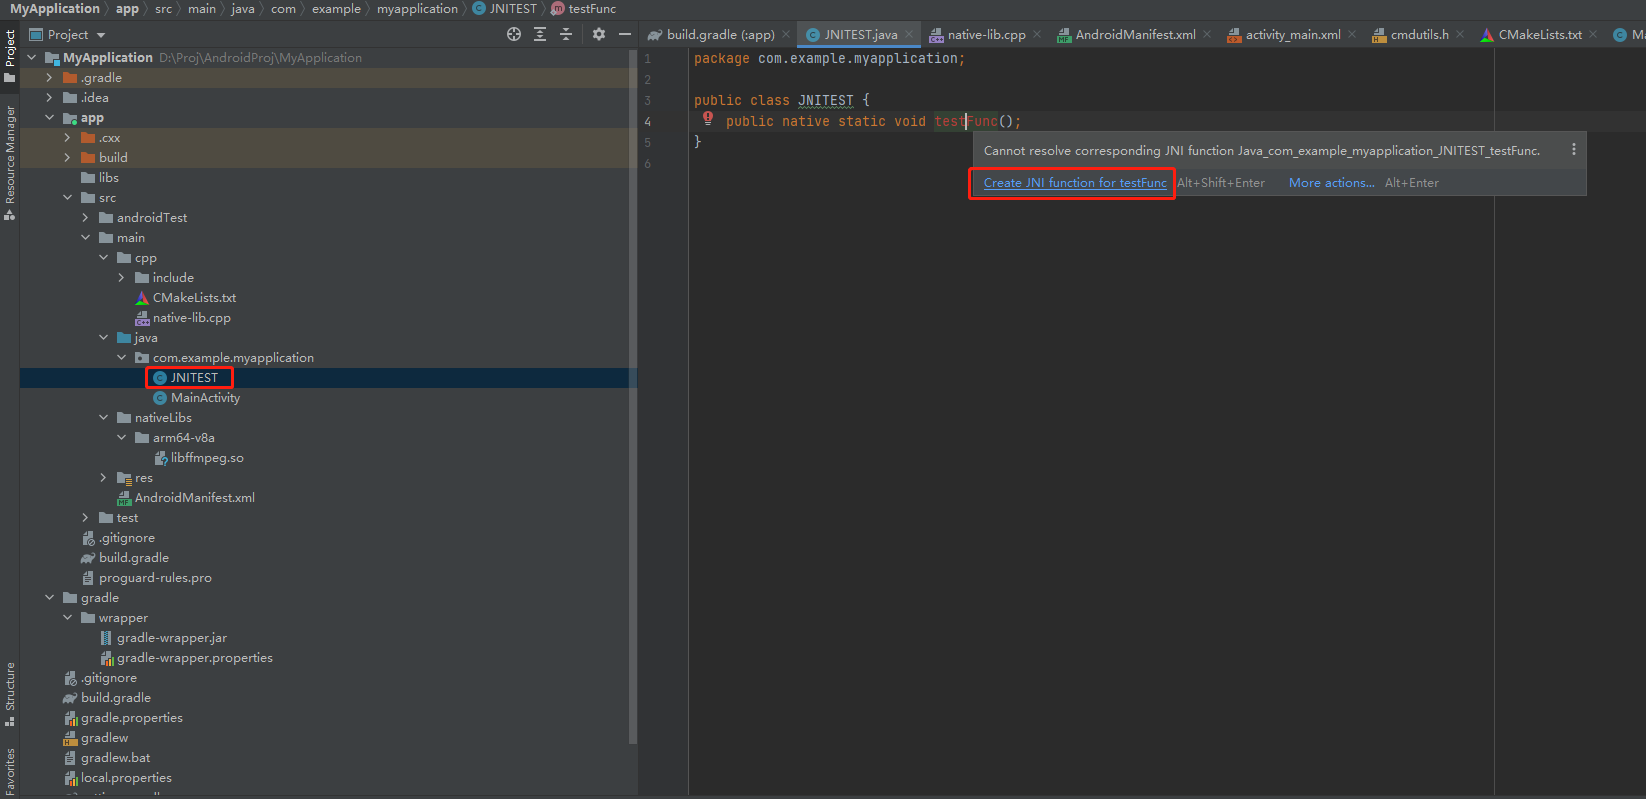 MyApplication app src main java com example myapplication JNITEST testFunc
Project
Resource Manager
Structure
Favorites
Project
MyApplication D:\Proj\AndroidProj\MyApplication
.gradle
.idea
app
.cxx
build
libs
src
androidTest
main
cpp
include
CMakeLists.txt
native-lib.cpp
java
com.example.myapplication
JNITEST
MainActivity
nativeLibs
arm64-v8a
libffmpeg.so
res
AndroidManifest.xml
test
.gitignore
build.gradle
proguard-rules.pro
gradle
wrapper
gradle-wrapper.jar
gradle-wrapper.properties
.gitignore
build.gradle
gradle.properties
gradlew
gradlew.bat
local.properties
build.gradle (:app) JNITEST.java native-lib.cpp AndroidManifest.xml activity_main.xml cmdutils.h CMakeLists.txt Ma
1 package com.example.myapplication;
2
3 public class JNITEST {
4 public native static void testFunc();
5 }
6
Cannot resolve corresponding JNI function Java_com_example_myapplication_JNITEST_testFunc.
Create JNI function for testFunc Alt+Shift+Enter More actions... Alt+Enter